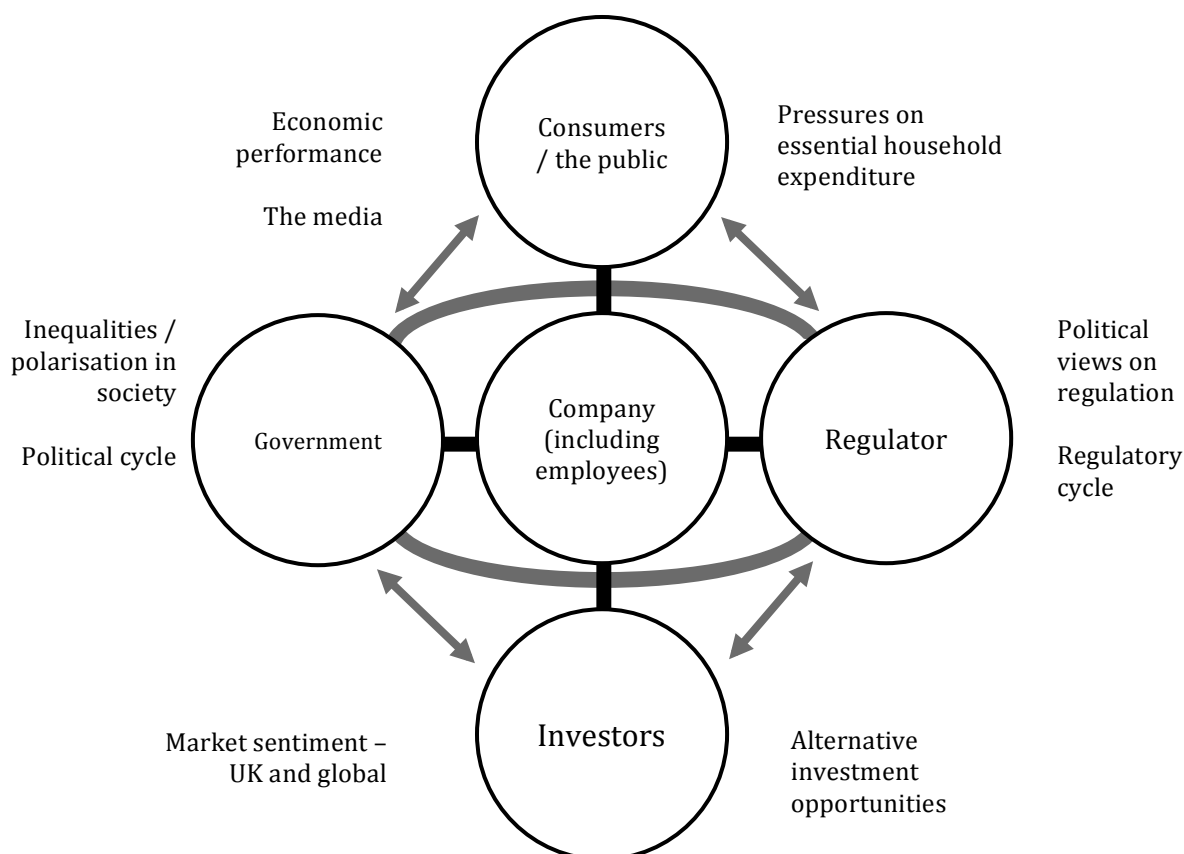 Economic
performance
The media
Consumers
/ the public
Pressures on
essential household
expenditure
Inequalities /
polarisation in
society
Political cycle
Government
Company
(including
employees)
Regulator
Political
views on
regulation
Regulatory
cycle
Market sentiment –
UK and global
Investors
Alternative
investment
opportunities